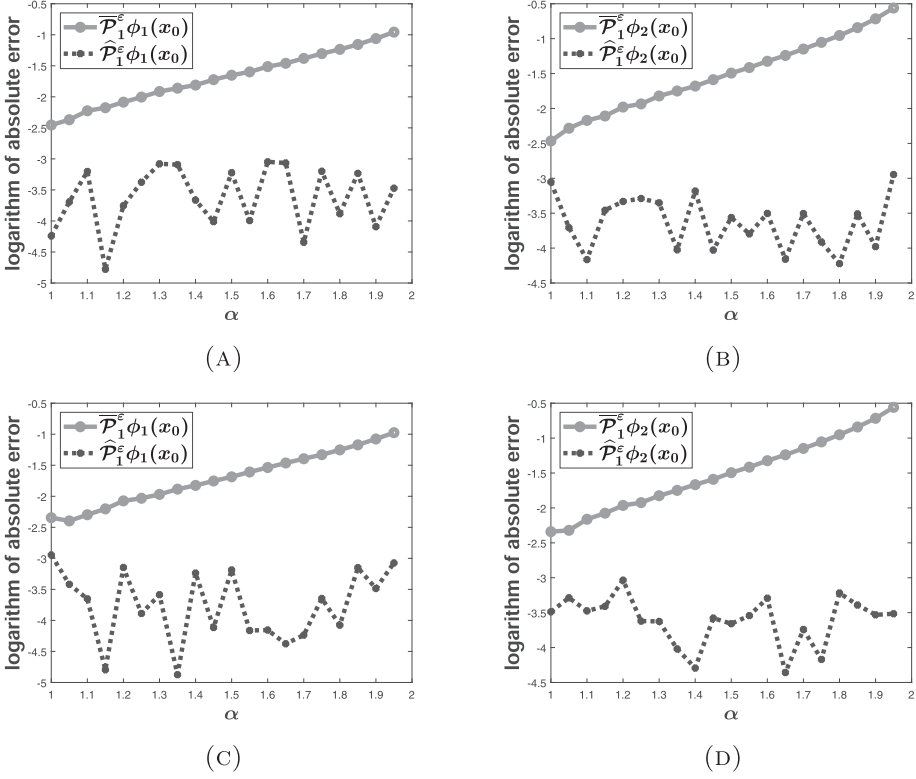 logarithm of absolute error
-0.5
-1
-1.5
-2
-2.5
-3
-3.5
-4
-4.5
-5
1 1.1 1.2 1.3 1.4 1.5 1.6 1.7 1.8 1.9 2
α
$\overline{\mathcal{P}}_1^{\varepsilon}\phi_1(x_0)$
$\widehat{\mathcal{P}}_1^{\varepsilon}\phi_1(x_0)$
(A)
logarithm of absolute error
-0.5
-1
-1.5
-2
-2.5
-3
-3.5
-4
-4.5
1 1.1 1.2 1.3 1.4 1.5 1.6 1.7 1.8 1.9 2
α
$\overline{\mathcal{P}}_1^{\varepsilon}\phi_2(x_0)$
$\widehat{\mathcal{P}}_1^{\varepsilon}\phi_2(x_0)$
(B)
logarithm of absolute error
-0.5
-1
-1.5
-2
-2.5
-3
-3.5
-4
-4.5
-5
1 1.1 1.2 1.3 1.4 1.5 1.6 1.7 1.8 1.9 2
α
$\overline{\mathcal{P}}_1^{\varepsilon}\phi_1(x_0)$
$\widehat{\mathcal{P}}_1^{\varepsilon}\phi_1(x_0)$
(C)
logarithm of absolute error
-0.5
-1
-1.5
-2
-2.5
-3
-3.5
-4
-4.5
1 1.1 1.2 1.3 1.4 1.5 1.6 1.7 1.8 1.9 2
α
$\overline{\mathcal{P}}_1^{\varepsilon}\phi_2(x_0)$
$\widehat{\mathcal{P}}_1^{\varepsilon}\phi_2(x_0)$
(D)